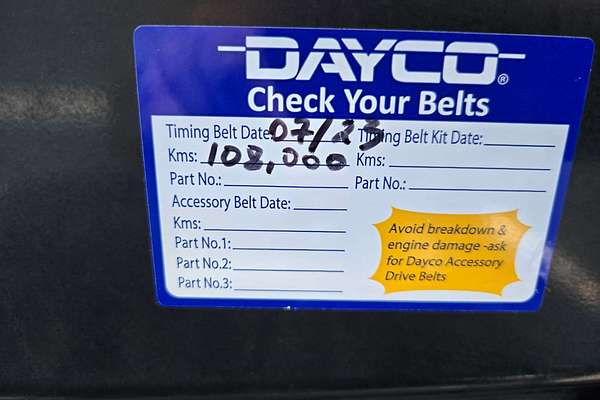 DAYCO®
Check Your Belts
Timing Belt Date: 07/23 Timing Belt Kit Date:
Kms: 108,000 Kms:
Part No.: Part No.:
Accessory Belt Date:
Kms:
Part No.1:
Part No.2:
Part No.3:
Avoid breakdown &
engine damage -ask
for Dayco Accessory
Drive Belts